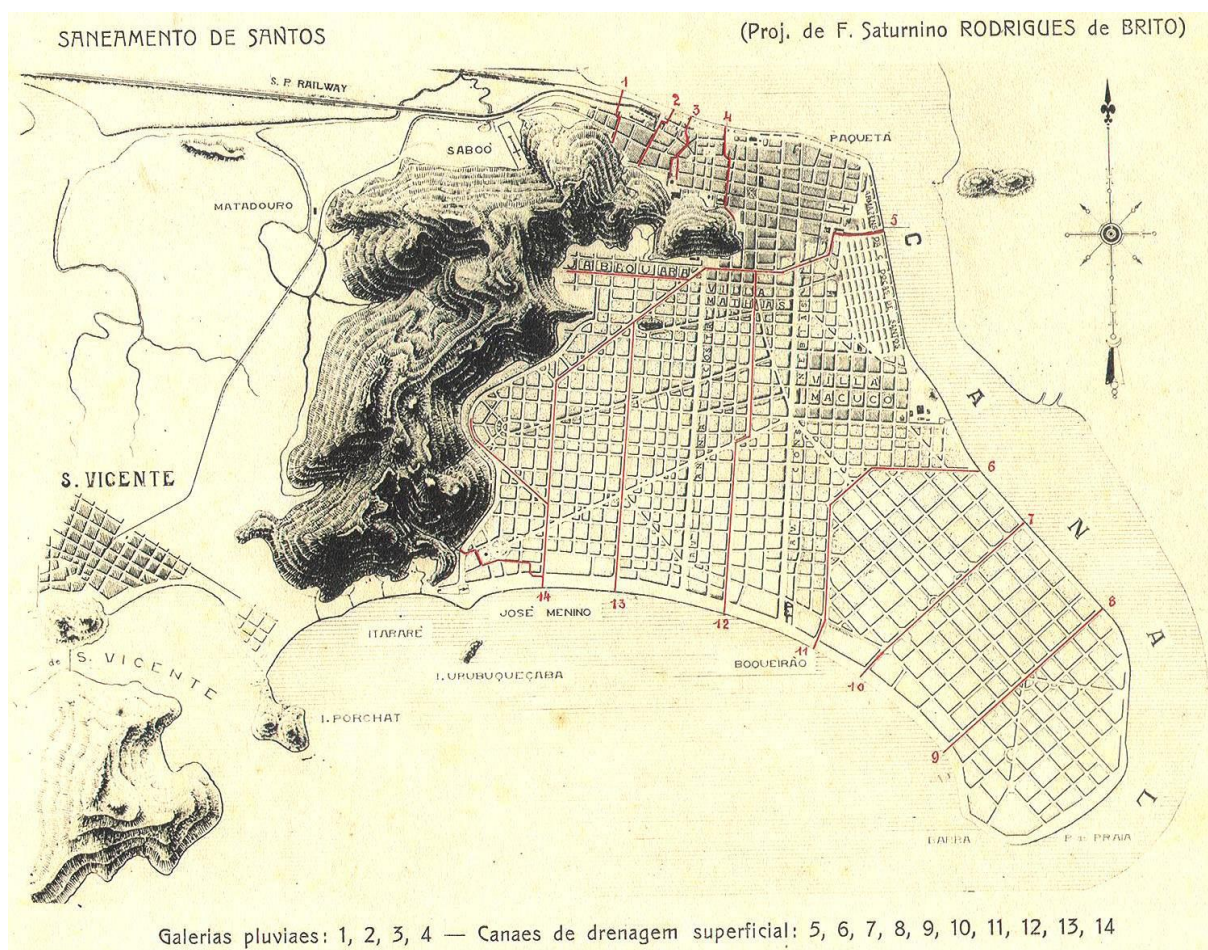 SANEAMENTO DE SANTOS
(Proj. de F. Saturnino RODRIGUES de BRITO)
S. P. RAILWAY
1
2
3
4
PAQUETÁ
SABOÓ
MATADOURO
5
JABAQUARA
VILLA
MATHIAS
VILLA
MACUCO
CANAL
S. VICENTE
6
7
8
14
13
12
11
10
9
JOSÉ MENINO
ITARARÉ
BOQUEIRÃO
I. URUBUQUEÇABA
de S. VICENTE
I. PORCHAT
BARRA
PRAIA
Galerias pluviaes: 1, 2, 3, 4 — Canaes de drenagem superficial: 5, 6, 7, 8, 9, 10, 11, 12, 13, 14